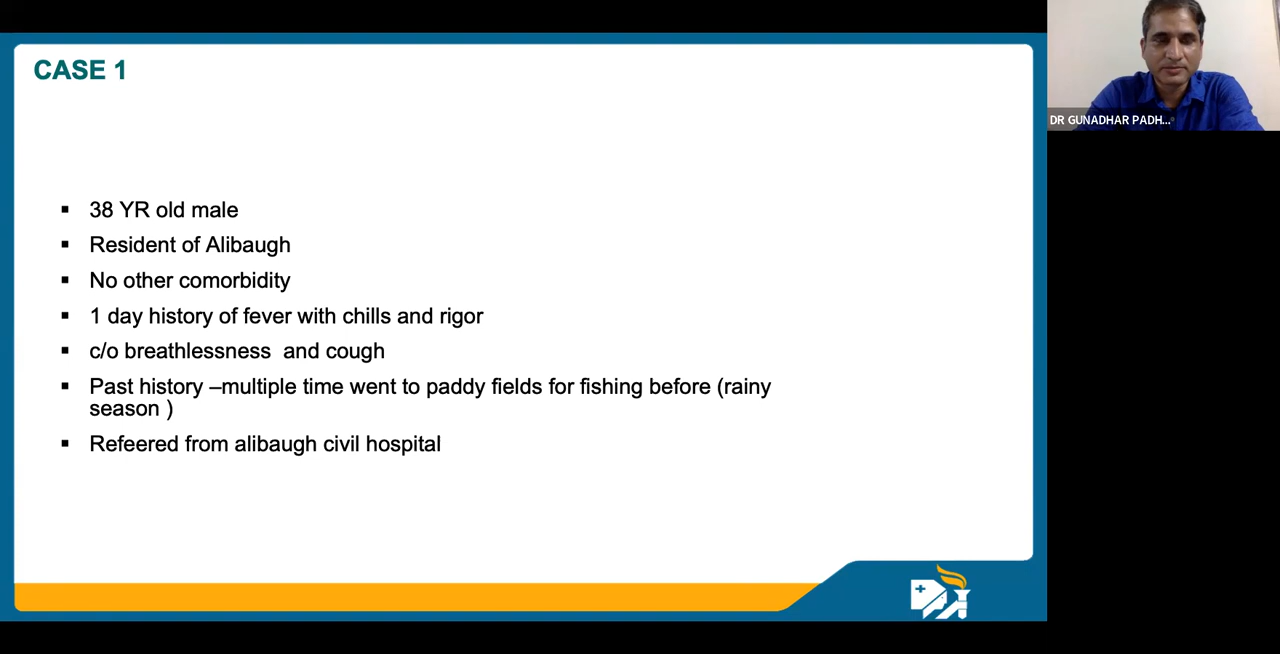 CASE 1
DR GUNADHAR PADH...
▪ 38 YR old male
▪ Resident of Alibaugh
▪ No other comorbidity
▪ 1 day history of fever with chills and rigor
▪ c/o breathlessness  and cough
▪ Past history –multiple time went to paddy fields for fishing before (rainy
season )
▪ Refeered from alibaugh civil hospital